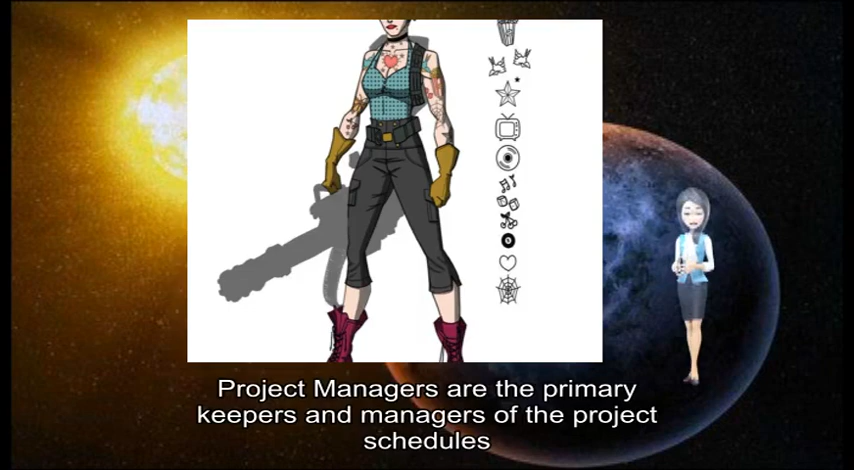 Project Managers are the primary
keepers and managers of the project
schedules